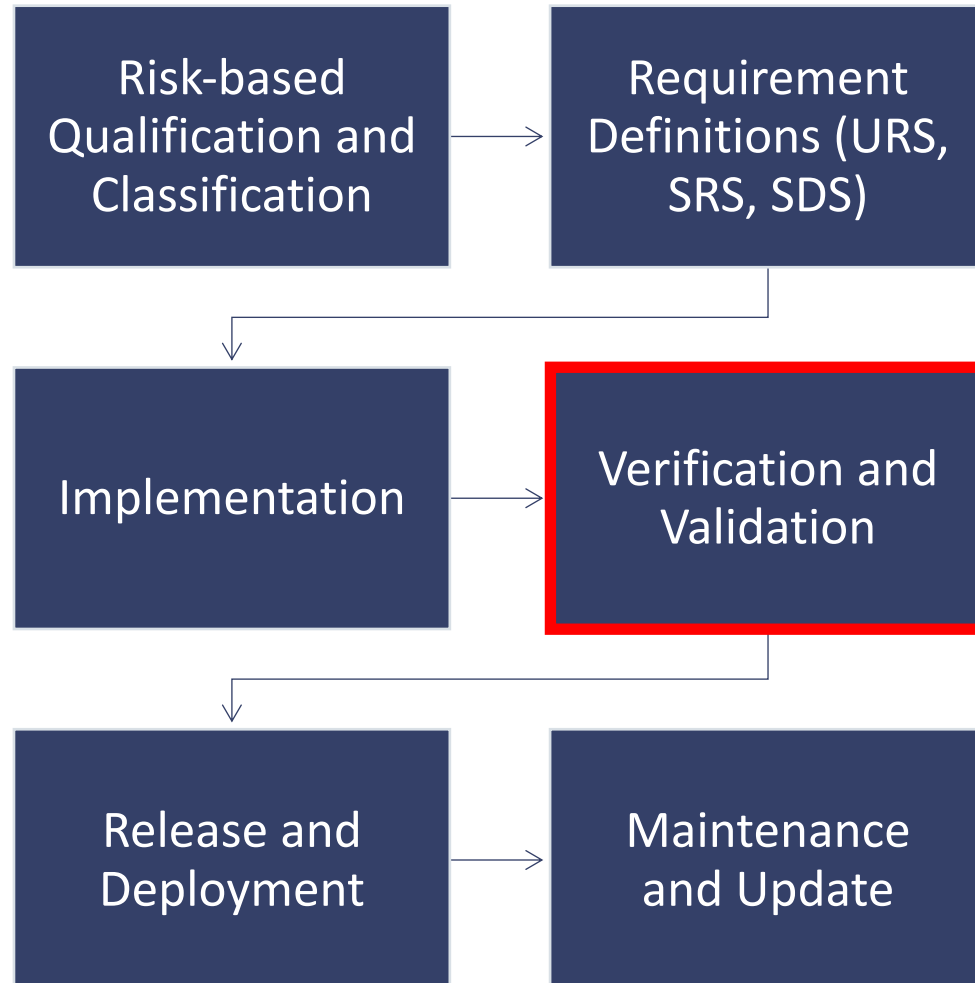 Risk-based
Qualification and
Classification
Requirement
Definitions (URS,
SRS, SDS)
Implementation
Verification and
Validation
Release and
Deployment
Maintenance
and Update